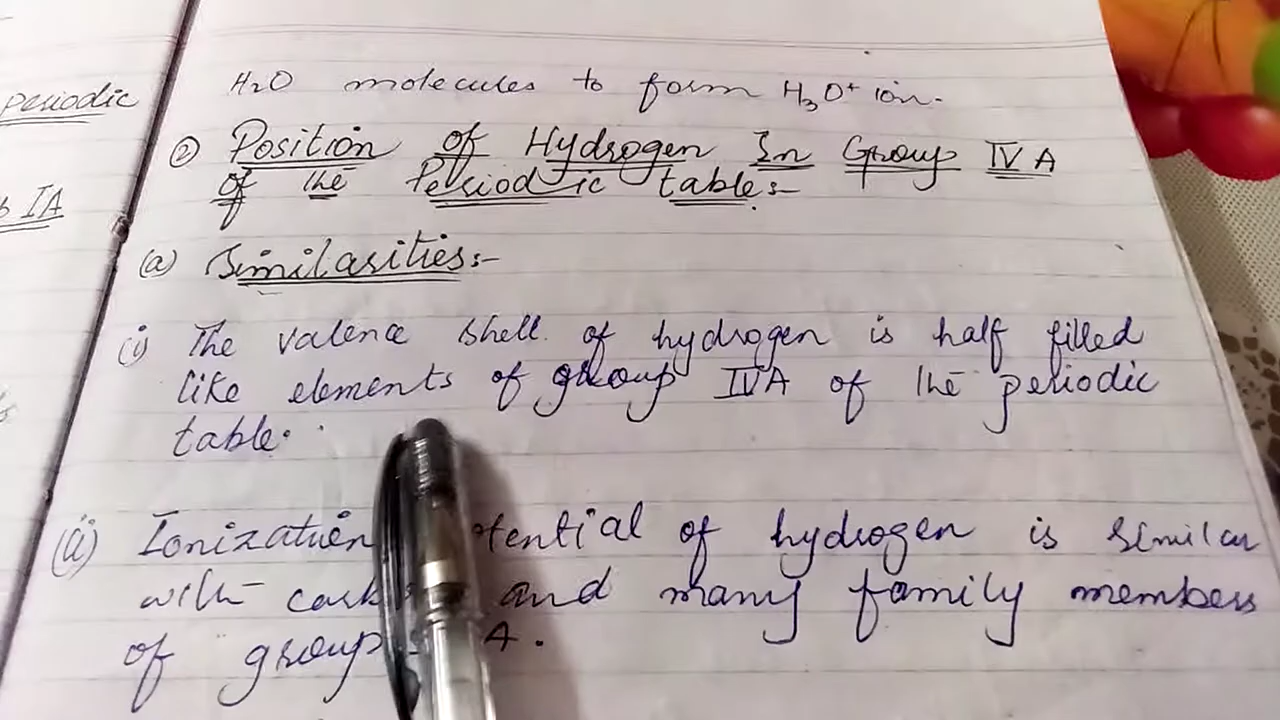 periodic
IA
H₂O molecules to form H₃O⁺ ion.
② Position of Hydrogen In Group IV A
of the Periodic table:-
(a) Similarities:-
(i) The valence shell of hydrogen is half filled
like elements of group IVA of the periodic
table.
(ii) Ionization tential of hydrogen is similar
with and many family members
of group A.